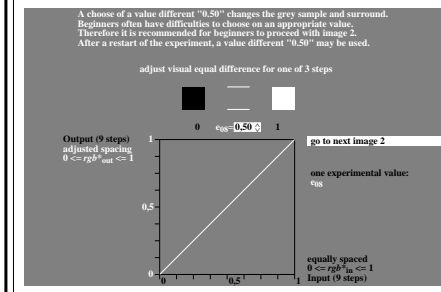 A choose of a value different "0.50" changes the grey sample and surround.
Beginners often have difficulties to choose on an appropriate value.
Therefore it is recommended for beginners to proceed with image 2.
After a restart of the experiment, a value different "0.50" may be used.
adjust visual equal difference for one of 3 steps
0 e0S=0,50 1
Output (9 steps)
adjusted spacing
0 <= rgb*out <= 1
1
go to next image 2
one experimental value:
e0S
0,5
equally spaced
0 <= rgb*in <= 1
Input (9 steps)
0
0 0,5 1